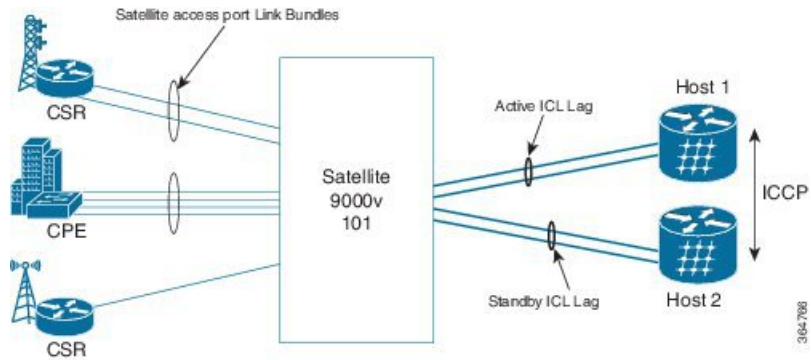 Satellite access port Link Bundles
CSR
CPE
CSR
Satellite
9000v
101
Active ICL Lag
Standby ICL Lag
Host 1
ICCP
Host 2
364766